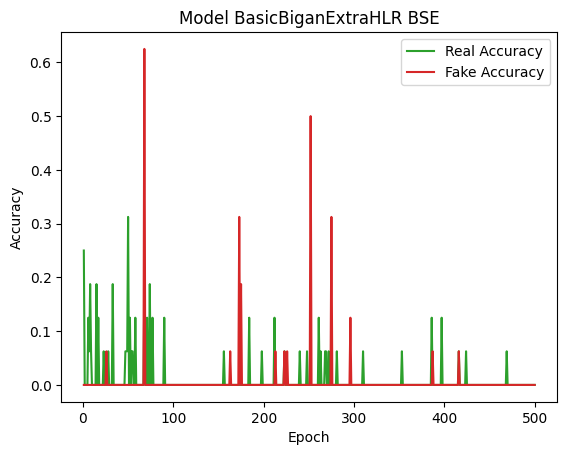 Model BasicBiganExtraHLR BSE
Real Accuracy
Fake Accuracy
Accuracy
0.6
0.5
0.4
0.3
0.2
0.1
0.0
0 100 200 300 400 500
Epoch